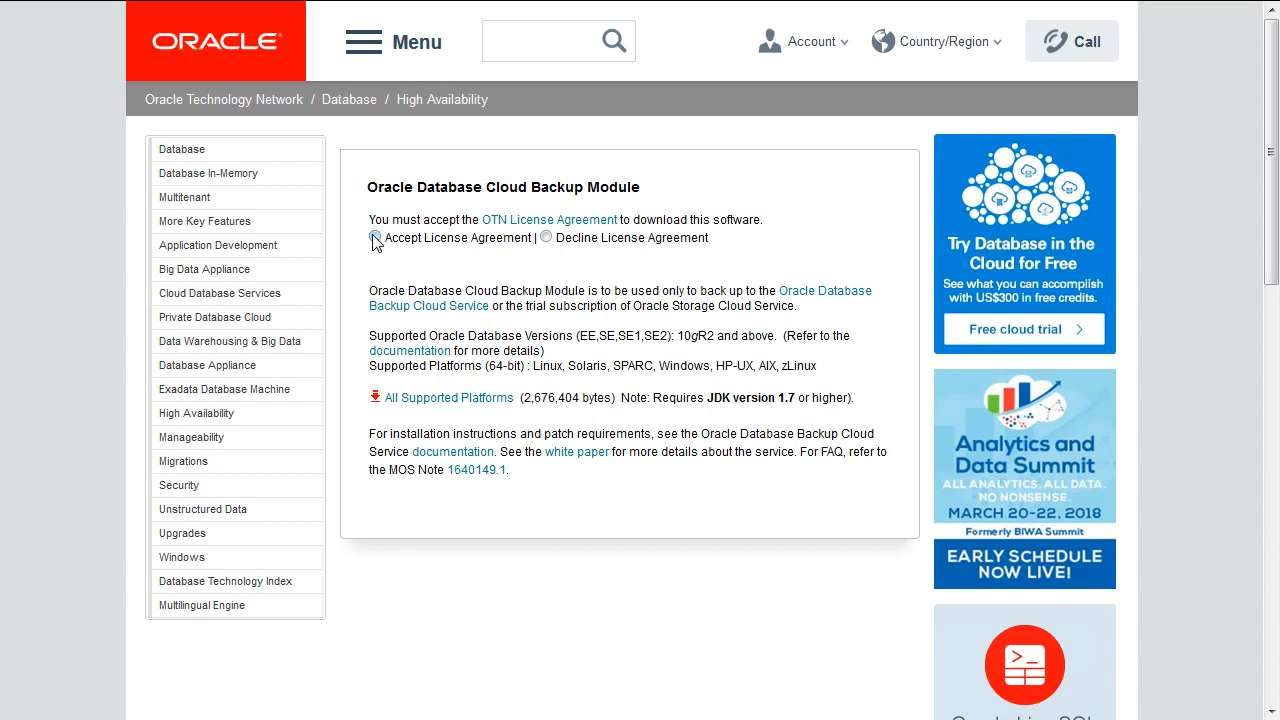 ORACLE
Menu
Account
Country/Region
Call
Oracle Technology Network / Database / High Availability
Database
Database In-Memory
Multitenant
More Key Features
Application Development
Big Data Appliance
Cloud Database Services
Private Database Cloud
Data Warehousing & Big Data
Database Appliance
Exadata Database Machine
High Availability
Manageability
Migrations
Security
Unstructured Data
Upgrades
Windows
Database Technology Index
Multilingual Engine
Oracle Database Cloud Backup Module
You must accept the OTN License Agreement to download this software.
Accept License Agreement | Decline License Agreement
Oracle Database Cloud Backup Module is to be used only to back up to the Oracle Database
Backup Cloud Service or the trial subscription of Oracle Storage Cloud Service.
Supported Oracle Database Versions (EE,SE,SE1,SE2): 10gR2 and above. (Refer to the
documentation for more details)
Supported Platforms (64-bit) : Linux, Solaris, SPARC, Windows, HP-UX, AIX, zLinux
All Supported Platforms (2,676,404 bytes) Note: Requires JDK version 1.7 or higher).
For installation instructions and patch requirements, see the Oracle Database Backup Cloud
Service documentation. See the white paper for more details about the service. For FAQ, refer to
the MOS Note 1640149.1.
Try Database in the
Cloud for Free
See what you can accomplish
with US$300 in free credits.
Free cloud trial
Analytics and
Data Summit
ALL ANALYTICS. ALL DATA.
NO NONSENSE.
MARCH 20-22, 2018
Formerly BIWA Summit
EARLY SCHEDULE
NOW LIVE!